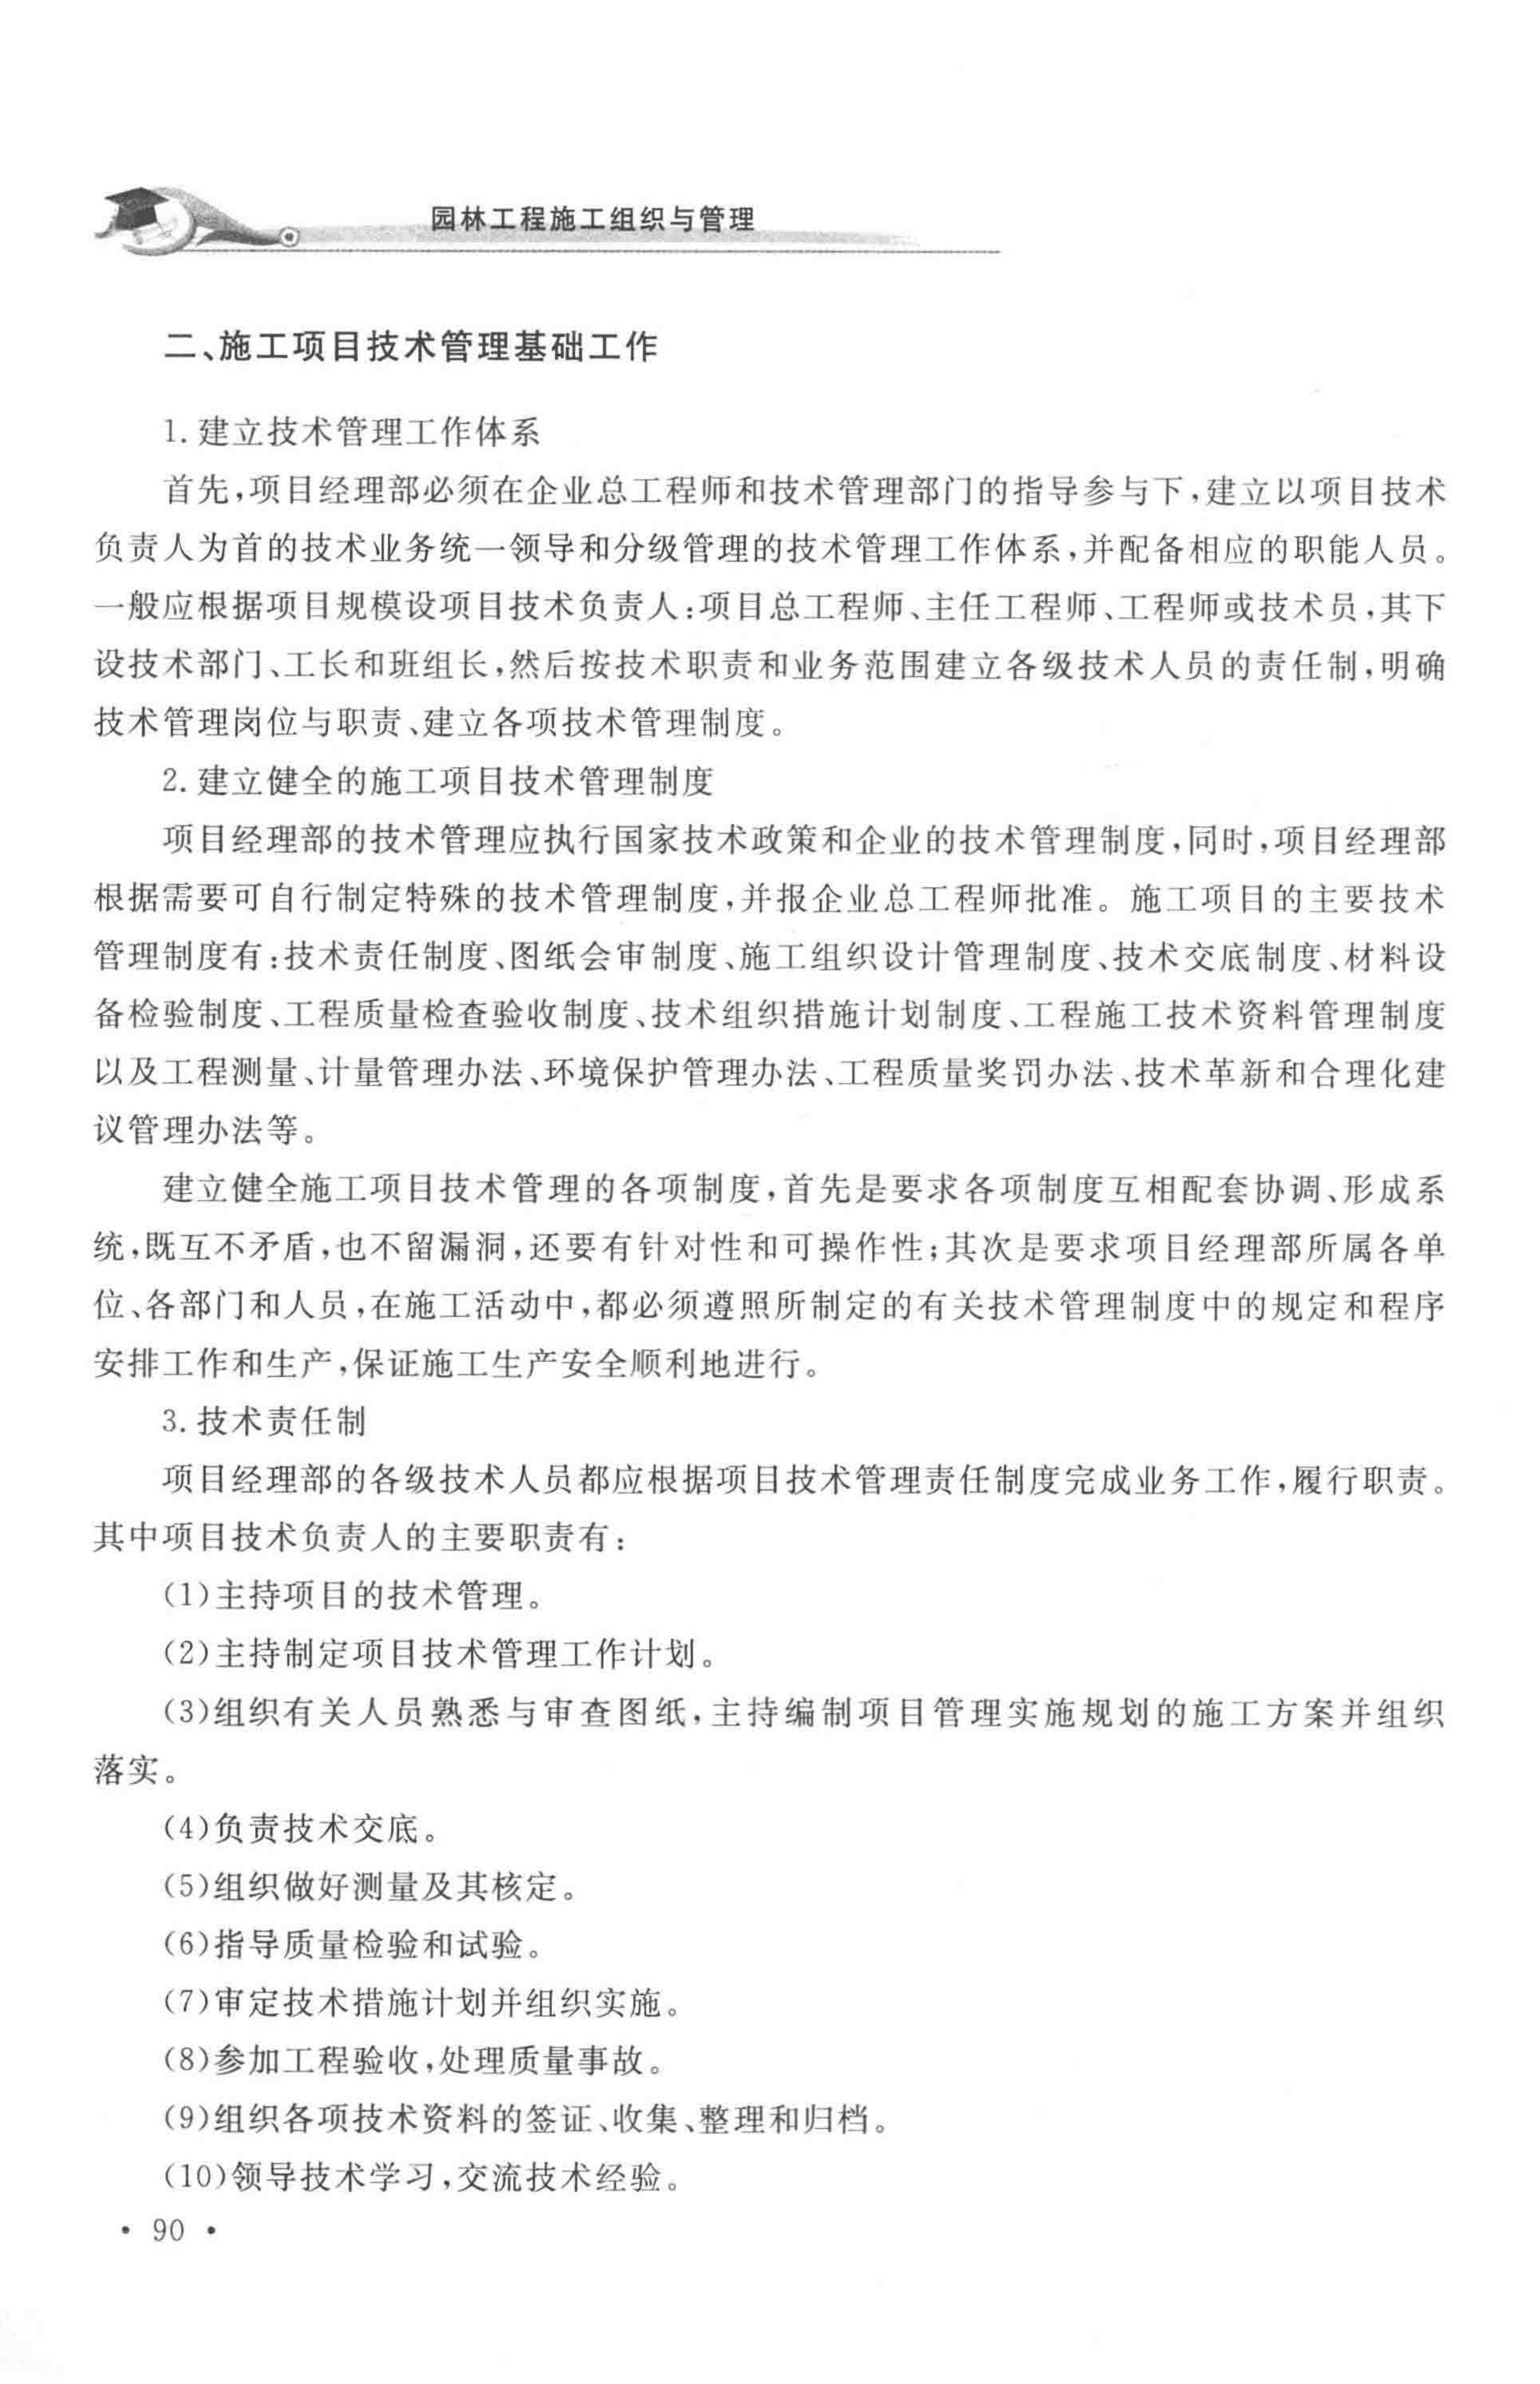 园林工程施工组织与管理
二、施工项目技术管理基础工作
1. 建立技术管理工作体系
首先,项目经理部必须在企业总工程师和技术管理部门的指导参与下,建立以项目技术
负责人为首的技术业务统一领导和分级管理的技术管理工作体系,并配备相应的职能人员。
一般应根据项目规模设项目技术负责人:项目总工程师、主任工程师、工程师或技术员,其下
设技术部门、工长和班组长,然后按技术职责和业务范围建立各级技术人员的责任制,明确
技术管理岗位与职责、建立各项技术管理制度。
2. 建立健全的施工项目技术管理制度
项目经理部的技术管理应执行国家技术政策和企业的技术管理制度,同时,项目经理部
根据需要可自行制定特殊的技术管理制度,并报企业总工程师批准。施工项目的主要技术
管理制度有:技术责任制度、图纸会审制度、施工组织设计管理制度、技术交底制度、材料设
备检验制度、工程质量检查验收制度、技术组织措施计划制度、工程施工技术资料管理制度
以及工程测量、计量管理办法、环境保护管理办法、工程质量奖罚办法、技术革新和合理化建
议管理办法等。
建立健全施工项目技术管理的各项制度,首先是要求各项制度互相配套协调、形成系
统,既互不矛盾,也不留漏洞,还要有针对性和可操作性;其次是要求项目经理部所属各单
位、各部门和人员,在施工活动中,都必须遵照所制定的有关技术管理制度中的规定和程序
安排工作和生产,保证施工生产安全顺利地进行。
3. 技术责任制
项目经理部的各级技术人员都应根据项目技术管理责任制度完成业务工作,履行职责。
其中项目技术负责人的主要职责有:
(1)主持项目的技术管理。
(2)主持制定项目技术管理工作计划。
(3)组织有关人员熟悉与审查图纸,主持编制项目管理实施规划的施工方案并组织
落实。
(4)负责技术交底。
(5)组织做好测量及其核定。
(6)指导质量检验和试验。
(7)审定技术措施计划并组织实施。
(8)参加工程验收,处理质量事故。
(9)组织各项技术资料的签证、收集、整理和归档。
(10)领导技术学习,交流技术经验。
• 90 •